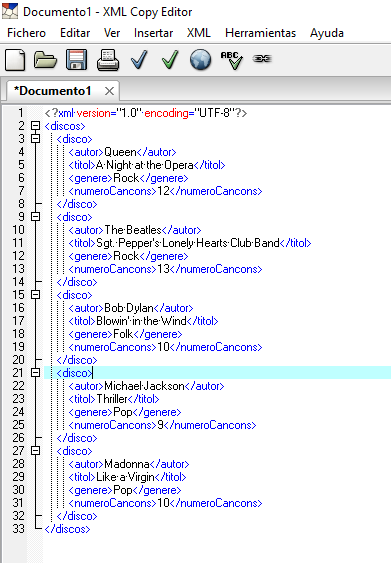 Documento1 - XML Copy Editor
Fichero Editar Ver Insertar XML Herramientas Ayuda
ABC
*Documento1
1 <?xml version="1.0" encoding="UTF-8"?>
2 <discos>
3 <disco>
4 <autor>Queen</autor>
5 <titol>A Night at the Opera</titol>
6 <genere>Rock</genere>
7 <numeroCancons>12</numeroCancons>
8 </disco>
9 <disco>
10 <autor>The Beatles</autor>
11 <titol>Sgt. Pepper's Lonely Hearts Club Band</titol>
12 <genere>Rock</genere>
13 <numeroCancons>13</numeroCancons>
14 </disco>
15 <disco>
16 <autor>Bob Dylan</autor>
17 <titol>Blowin' in the Wind</titol>
18 <genere>Folk</genere>
19 <numeroCancons>10</numeroCancons>
20 </disco>
21 <disco>
22 <autor>Michael Jackson</autor>
23 <titol>Thriller</titol>
24 <genere>Pop</genere>
25 <numeroCancons>9</numeroCancons>
26 </disco>
27 <disco>
28 <autor>Madonna</autor>
29 <titol>Like a Virgin</titol>
30 <genere>Pop</genere>
31 <numeroCancons>10</numeroCancons>
32 </disco>
33 </discos>